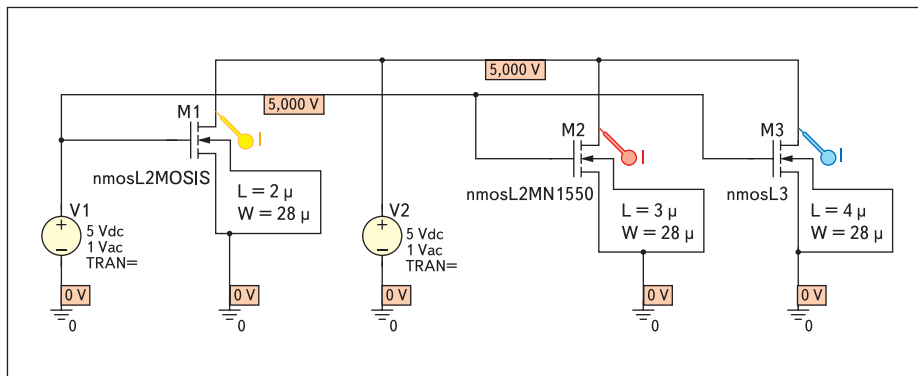 5,000 V
5,000 V
M1
I
nmosL2MOSIS
L = 2 µ
W = 28 µ
M2
I
nmosL2MN1550
L = 3 µ
W = 28 µ
M3
I
nmosL3
L = 4 µ
W = 28 µ
V1
+
−
5 Vdc
1 Vac
TRAN=
V2
+
−
5 Vdc
1 Vac
TRAN=
0 V
0
0 V
0
0 V
0
0 V
0
0